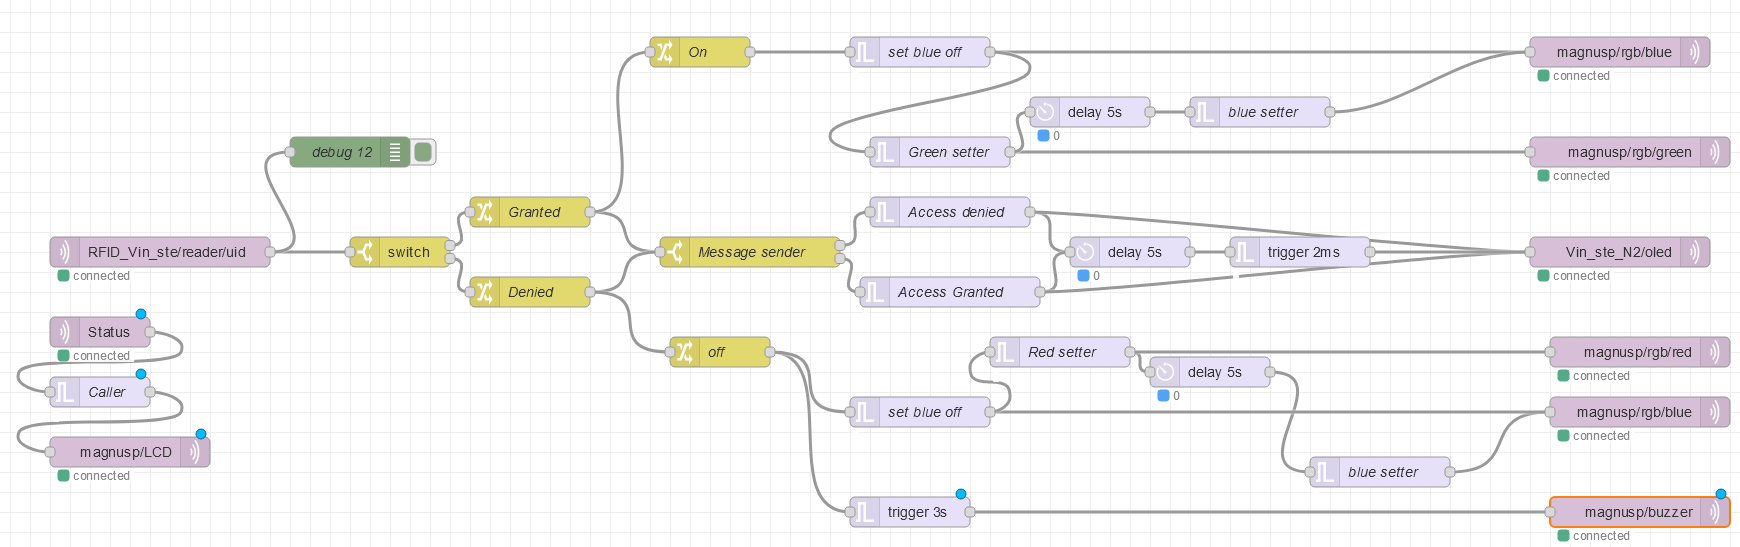 On
set blue off
magnusp/rgb/blue
connected
delay 5s
0
blue setter
debug 12
Green setter
magnusp/rgb/green
connected
Granted
Access denied
RFID_Vin_ste/reader/uid
connected
switch
Message sender
delay 5s
0
trigger 2ms
Vin_ste_N2/oled
connected
Denied
Access Granted
Status
connected
off
Red setter
magnusp/rgb/red
connected
delay 5s
0
Caller
set blue off
magnusp/rgb/blue
connected
magnusp/LCD
connected
blue setter
trigger 3s
magnusp/buzzer
connected